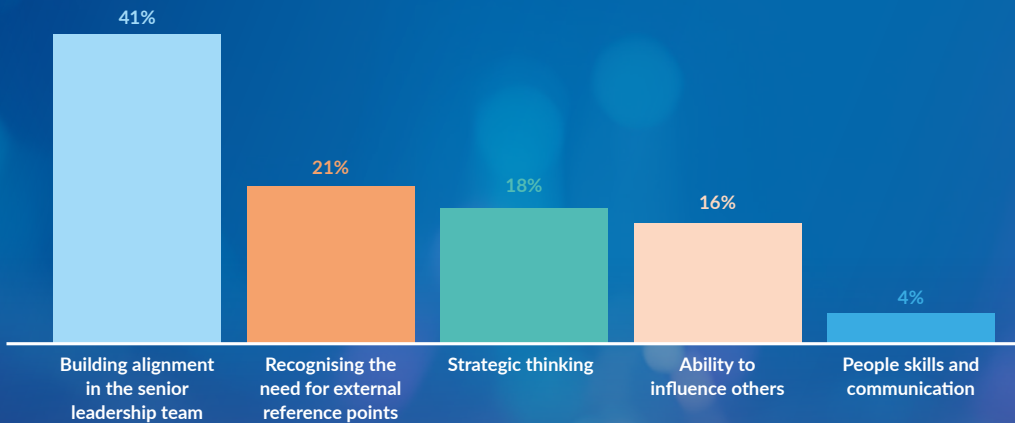 41%
21%
18%
16%
4%
Building alignment
in the senior
leadership team
Recognising the
need for external
reference points
Strategic thinking
Ability to
influence others
People skills and
communication